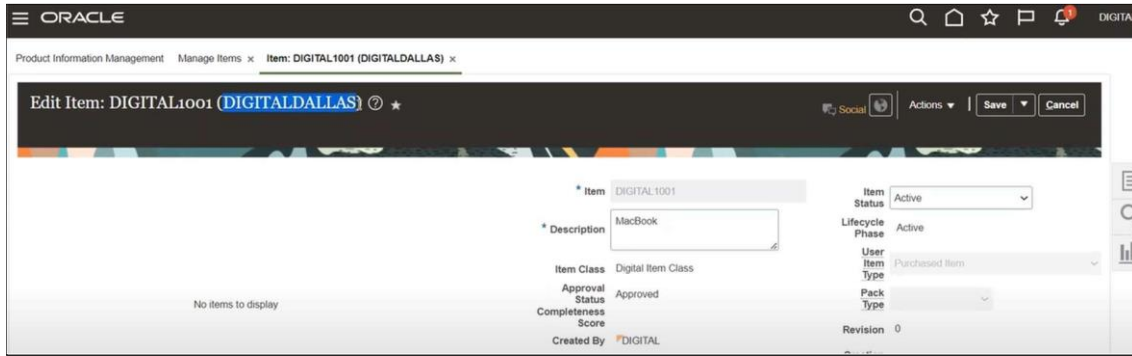 ORACLE
1
DIGITA
Product Information Management Manage Items × Item: DIGITAL1001 (DIGITALDALLAS) ×
Edit Item: DIGITAL1001 (DIGITALDALLAS) ? ★
Social Actions ▼ Save ▼ Cancel
* Item DIGITAL1001
* Description MacBook
Item Class Digital Item Class
Approval Status Approved
Completeness Score
Created By DIGITAL
No items to display
Item Status Active
Lifecycle Phase Active
User Item Type Purchased Item
Pack Type
Revision 0